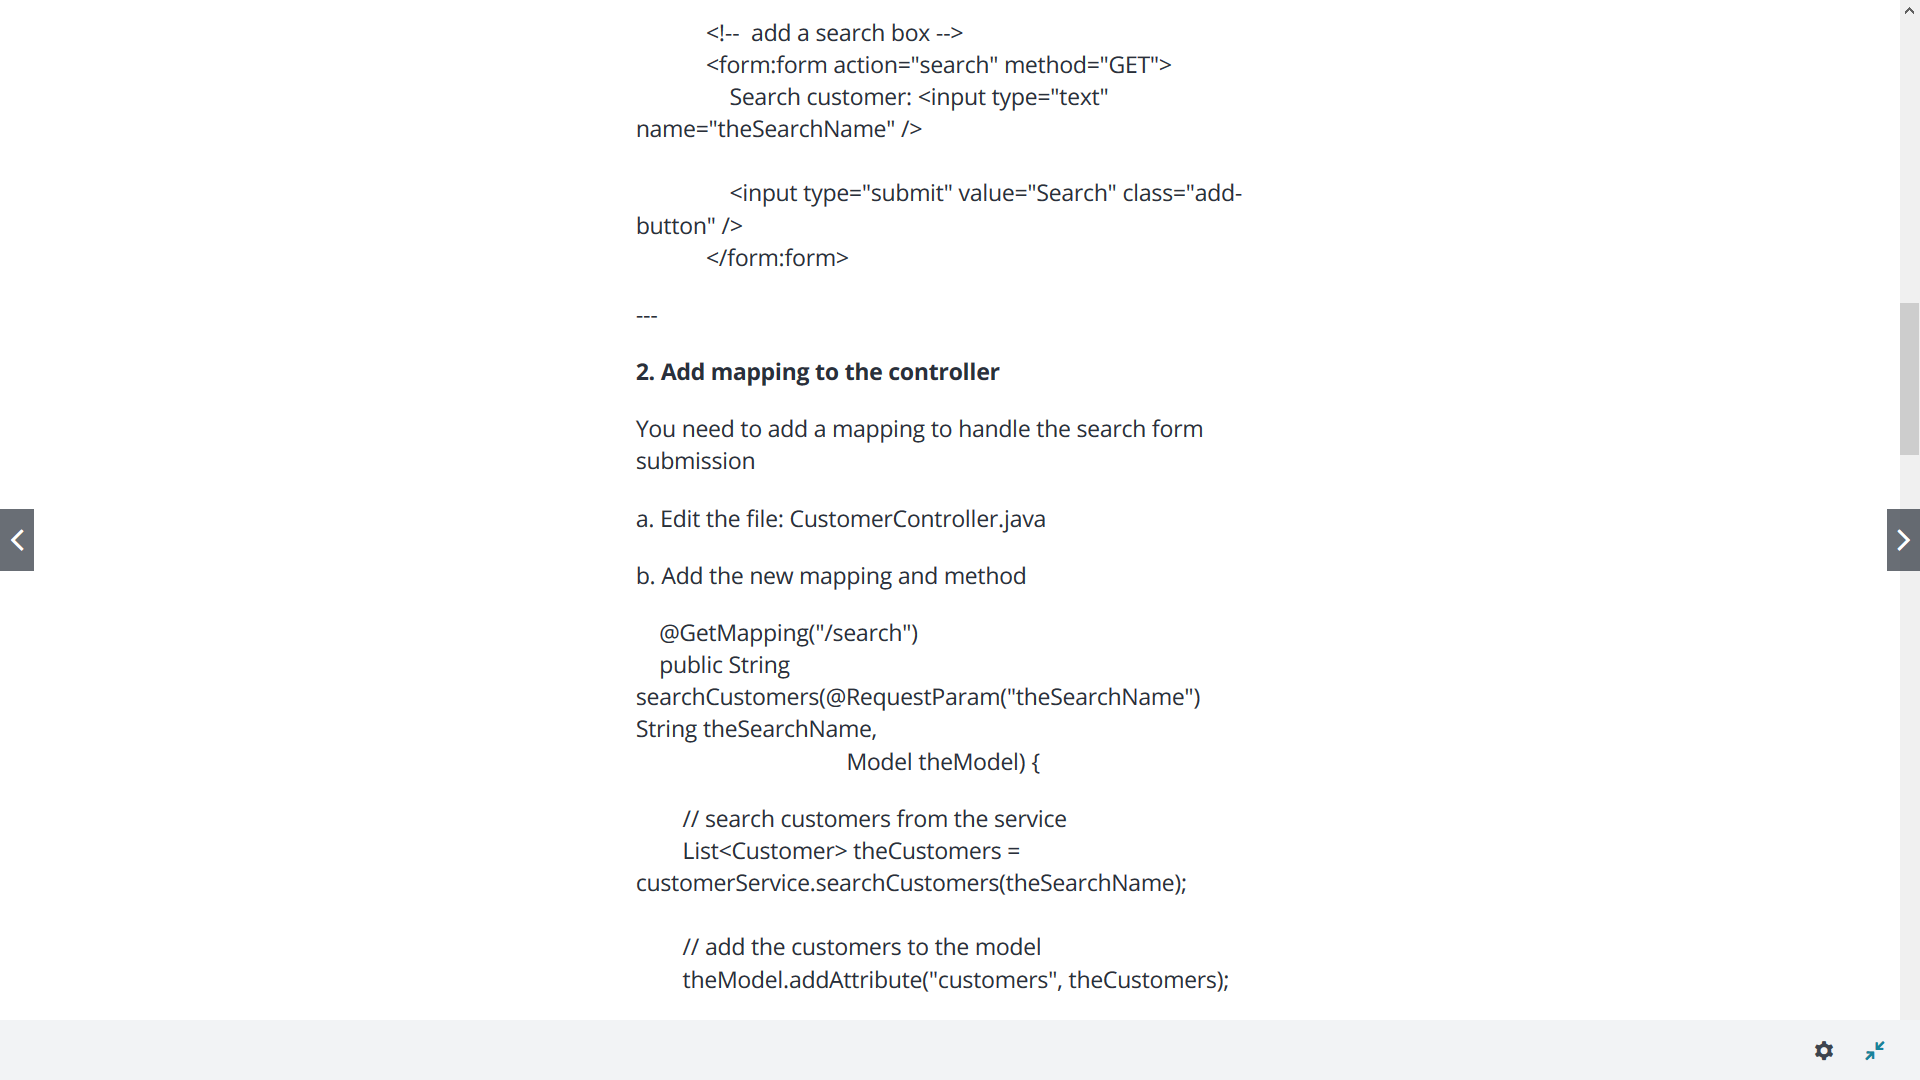 <!--  add a search box -->
<form:form action="search" method="GET">
Search customer: <input type="text"
name="theSearchName" />
<input type="submit" value="Search" class="add-
button" />
</form:form>
---
2. Add mapping to the controller
You need to add a mapping to handle the search form
submission
a. Edit the file: CustomerController.java
b. Add the new mapping and method
@GetMapping("/search")
public String
searchCustomers(@RequestParam("theSearchName")
String theSearchName,
Model theModel) {
// search customers from the service
List<Customer> theCustomers =
customerService.searchCustomers(theSearchName);
// add the customers to the model
theModel.addAttribute("customers", theCustomers);